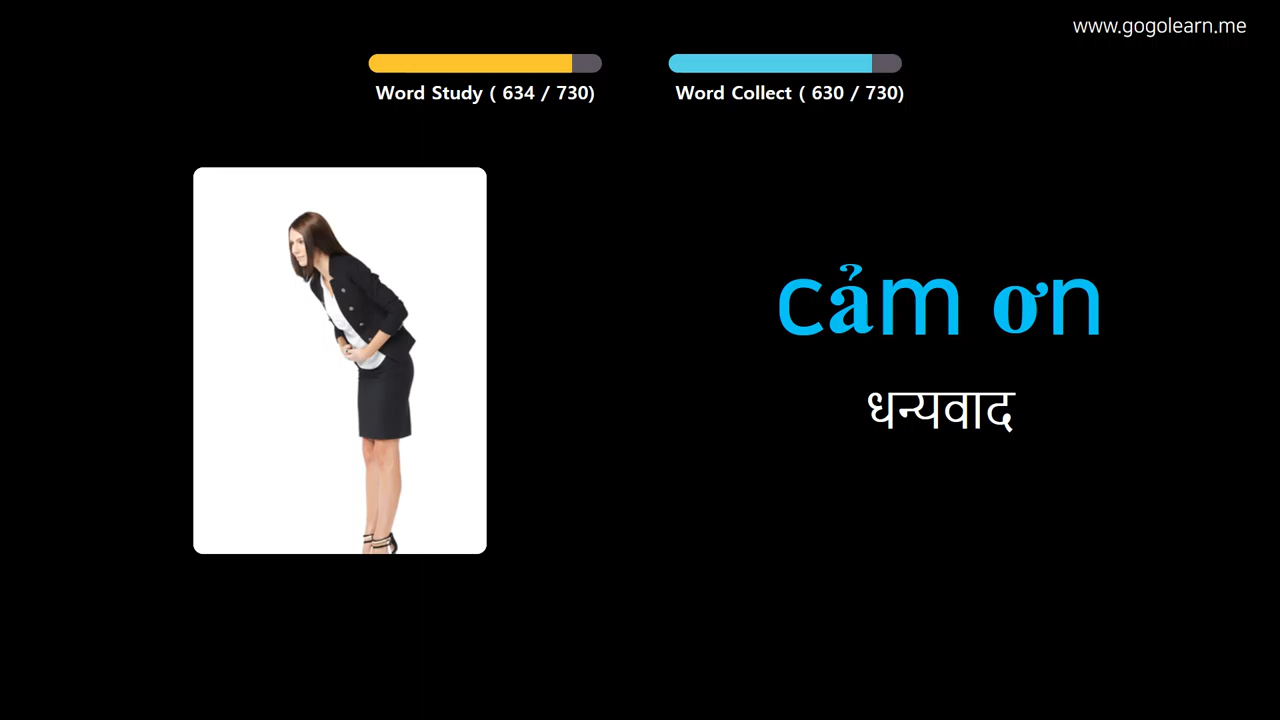 www.gogolearn.me
Word Study ( 634 / 730)
Word Collect ( 630 / 730)
cảm ơn
धन्यवाद